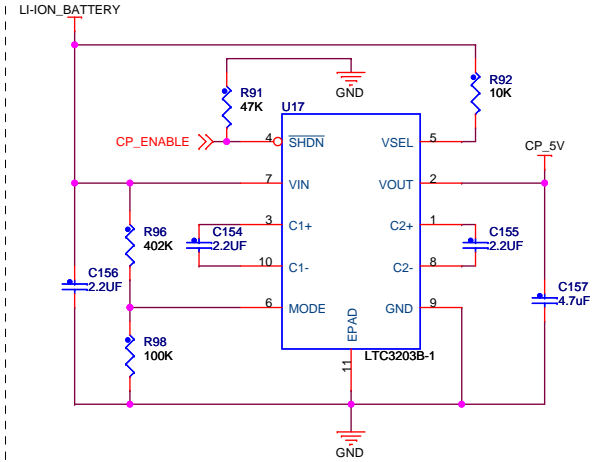 LI-ION_BATTERY
R91
47K
GND
R92
10K
U17
CP_ENABLE
4
SHDN
VSEL
5
CP_5V
7
VIN
VOUT
2
3
C1+
C2+
1
R96
402K
C154
2.2UF
C155
2.2UF
10
C1-
C2-
8
C156
2.2UF
C157
4.7uF
6
MODE
GND
9
EPAD
R98
100K
11
LTC3203B-1
GND